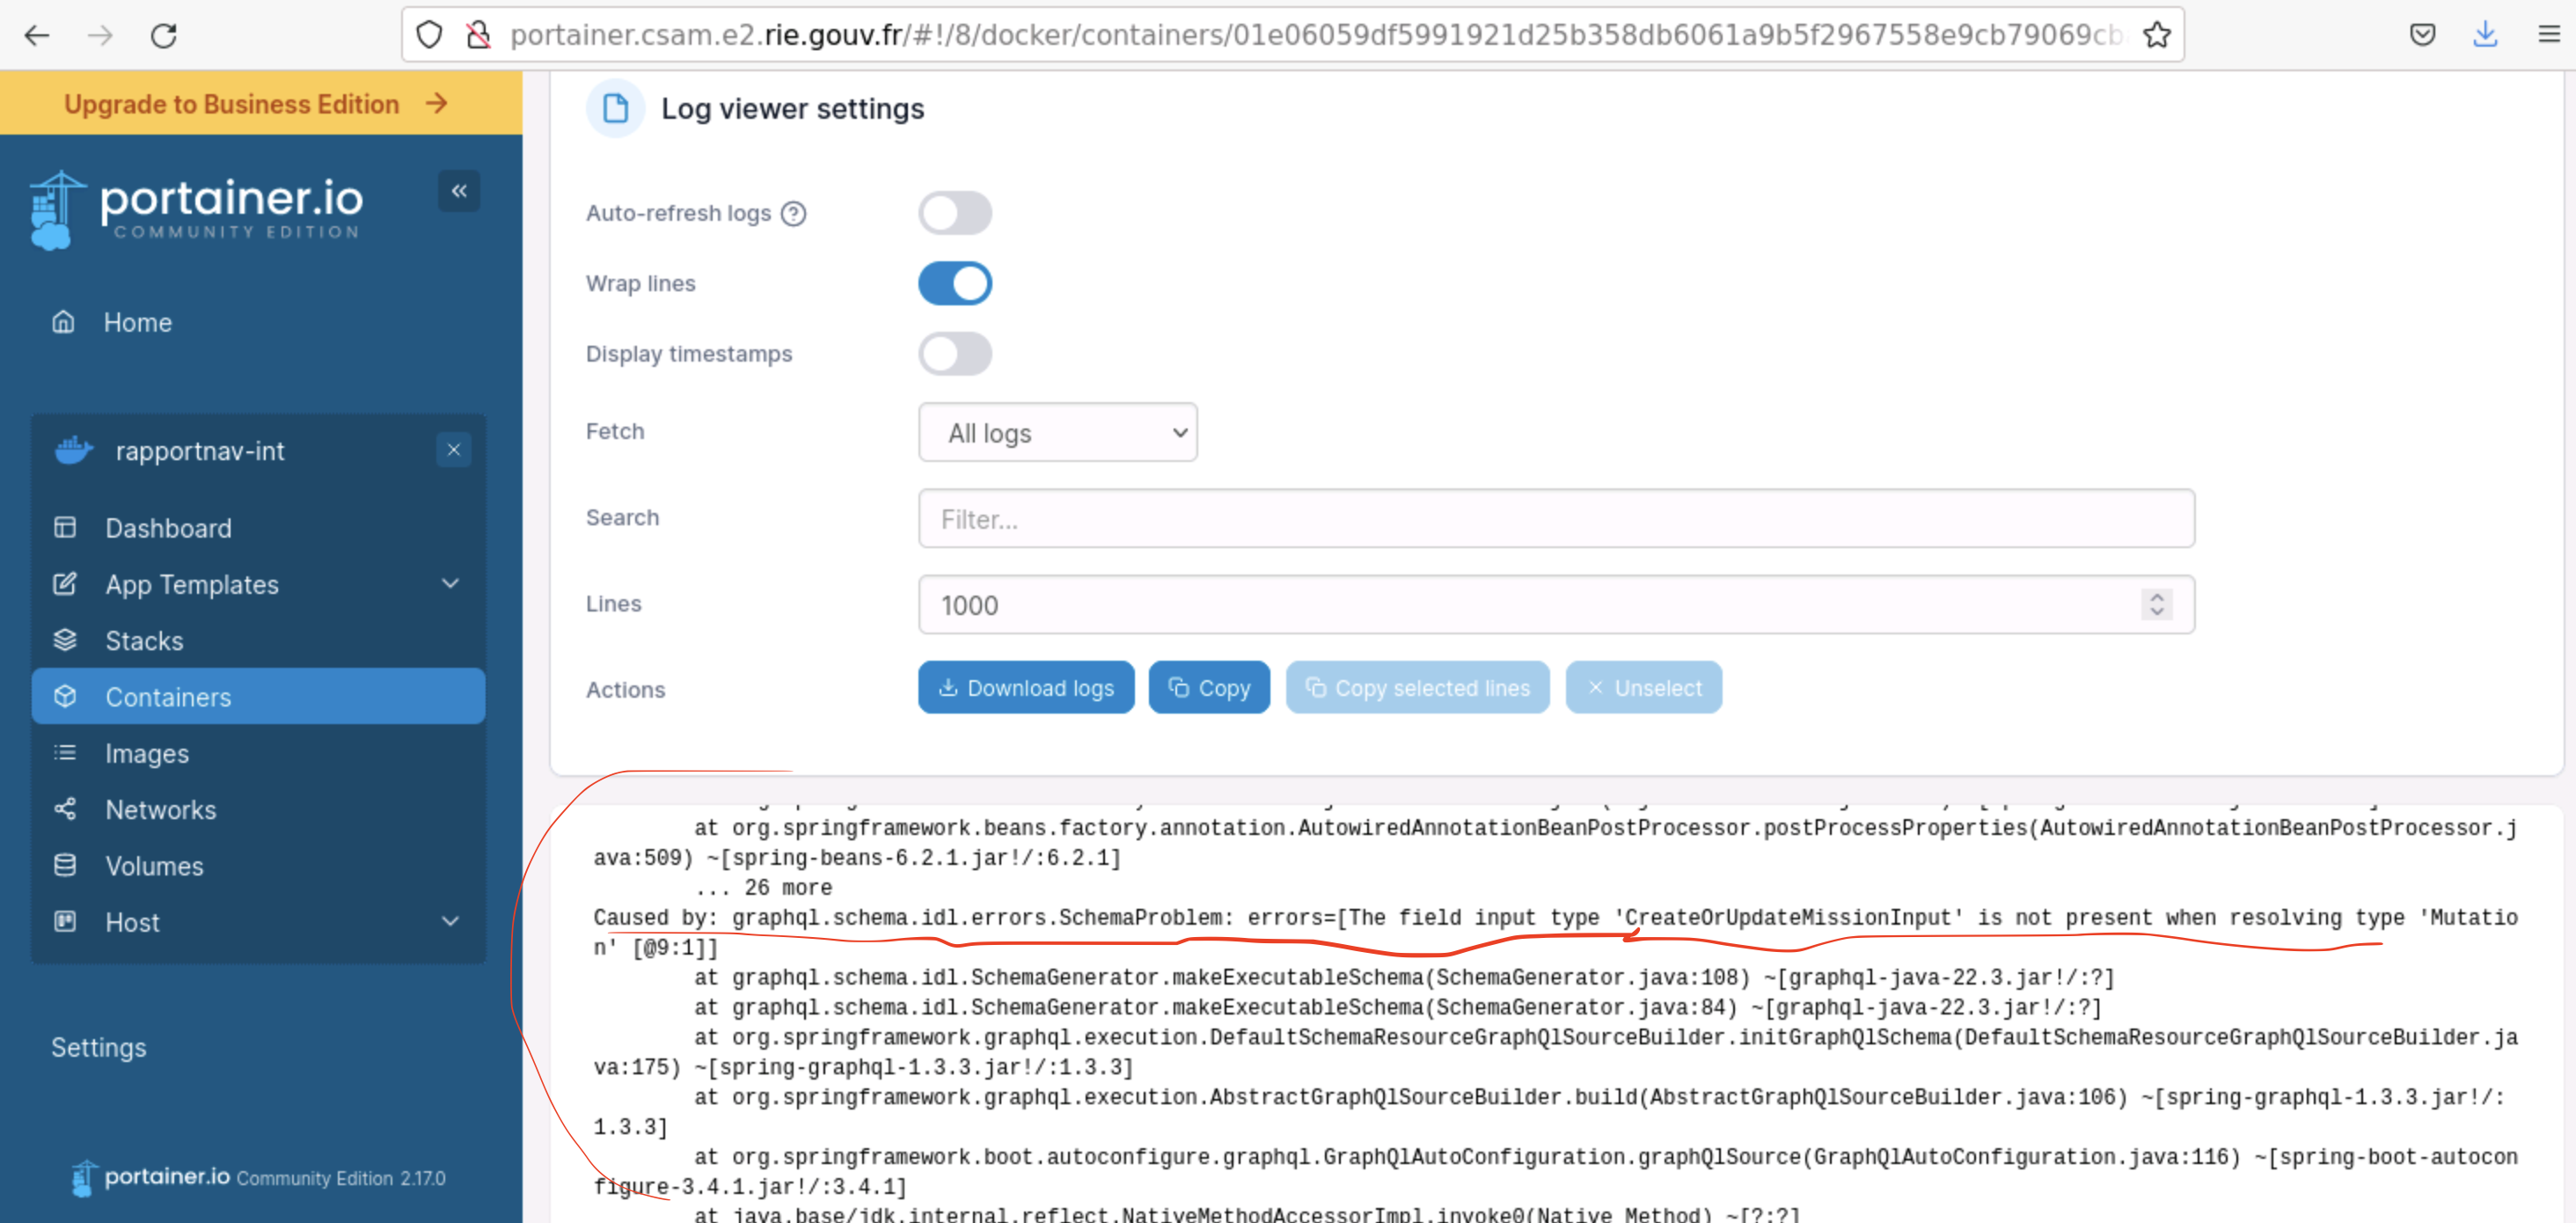 portainer.csam.e2.rie.gouv.fr/#!/8/docker/containers/01e06059df5991921d25b358db6061a9b5f2967558e9cb79069cb
Upgrade to Business Edition
portainer.io
COMMUNITY EDITION
Home
rapportnav-int
Dashboard
App Templates
Stacks
Containers
Images
Networks
Volumes
Host
Settings
portainer.io Community Edition 2.17.0
Log viewer settings
Auto-refresh logs
Wrap lines
Display timestamps
Fetch
All logs
Search
Filter...
Lines
1000
Actions
Download logs
Copy
Copy selected lines
Unselect
at org.springframework.beans.factory.annotation.AutowiredAnnotationBeanPostProcessor.postProcessProperties(AutowiredAnnotationBeanPostProcessor.j
ava:509) ~[spring-beans-6.2.1.jar!/:6.2.1]
... 26 more
Caused by: graphql.schema.idl.errors.SchemaProblem: errors=[The field input type 'CreateOrUpdateMissionInput' is not present when resolving type 'Mutatio
n' [@9:1]]
at graphql.schema.idl.SchemaGenerator.makeExecutableSchema(SchemaGenerator.java:108) ~[graphql-java-22.3.jar!/:?]
at graphql.schema.idl.SchemaGenerator.makeExecutableSchema(SchemaGenerator.java:84) ~[graphql-java-22.3.jar!/:?]
at org.springframework.graphql.execution.DefaultSchemaResourceGraphQlSourceBuilder.initGraphQlSchema(DefaultSchemaResourceGraphQlSourceBuilder.ja
va:175) ~[spring-graphql-1.3.3.jar!/:1.3.3]
at org.springframework.graphql.execution.AbstractGraphQlSourceBuilder.build(AbstractGraphQlSourceBuilder.java:106) ~[spring-graphql-1.3.3.jar!/:
1.3.3]
at org.springframework.boot.autoconfigure.graphql.GraphQlAutoConfiguration.graphQlSource(GraphQlAutoConfiguration.java:116) ~[spring-boot-autocon
figure-3.4.1.jar!/:3.4.1]
at java.base/jdk.internal.reflect.NativeMethodAccessorImpl.invoke0(Native Method) ~[?:?]